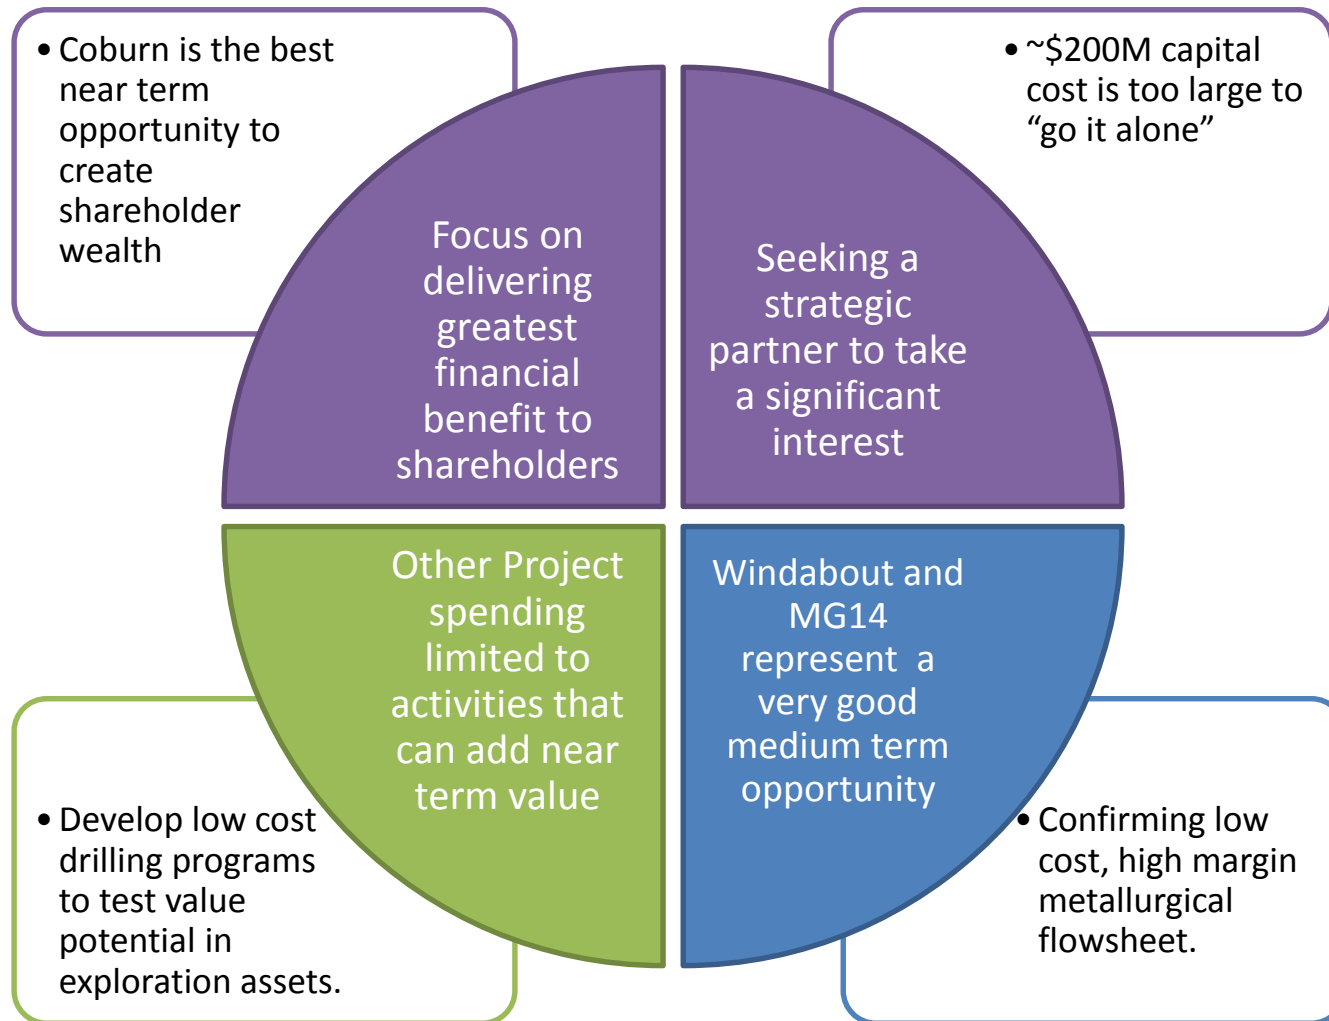 • Coburn is the best
near term
opportunity to
create
shareholder
wealth
Focus on
delivering
greatest
financial
benefit to
shareholders
• ~$200M capital
cost is too large to
“go it alone”
Seeking a
strategic
partner to take
a significant
interest
Other Project
spending
limited to
activities that
can add near
term value
• Develop low cost
drilling programs
to test value
potential in
exploration assets.
Windabout and
MG14
represent  a
very good
medium term
opportunity
• Confirming low
cost, high margin
metallurgical
flowsheet.